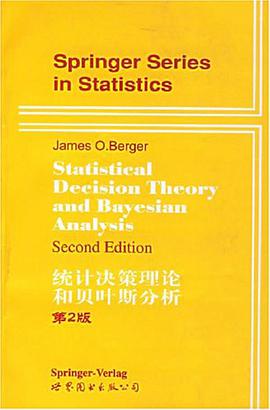 Springer Series
in Statistics
James O.Berger
Statistical
Decision Theory
and Bayesian
Analysis
Second Edition
统计决策理论
和贝叶斯分析
第2版
Springer-Verlag
世界图书出版公司